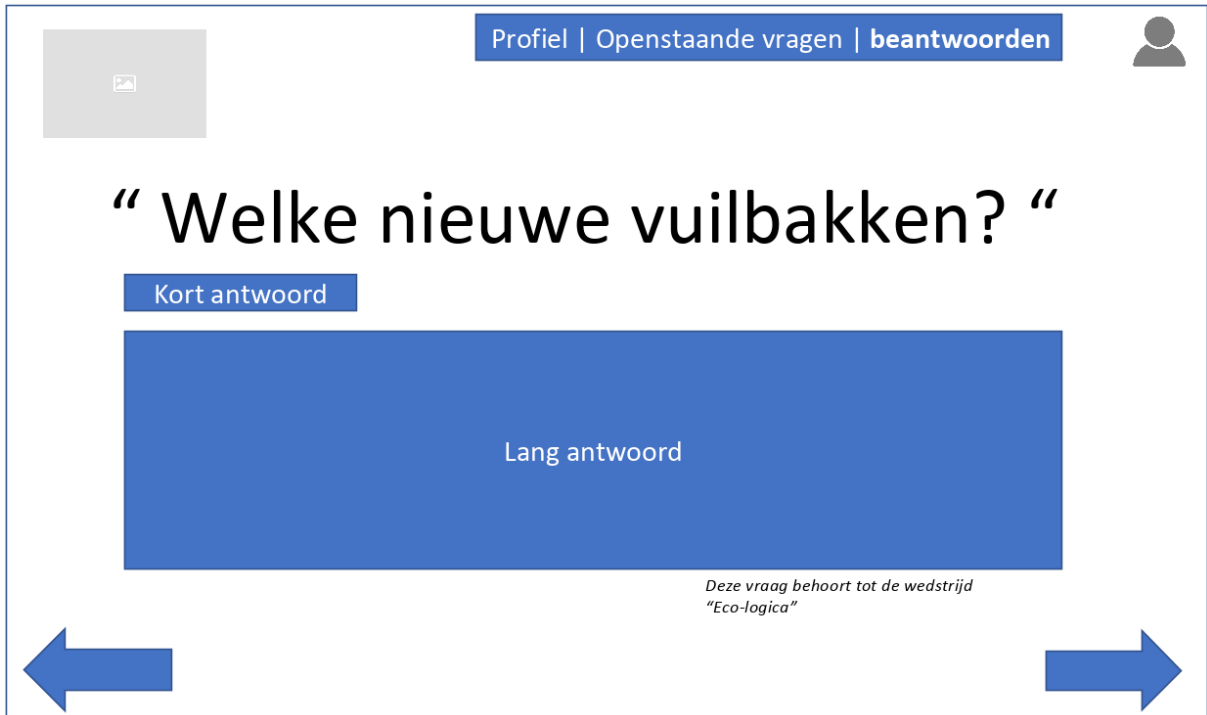 Profiel | Openstaande vragen | beantwoorden
“ Welke nieuwe vuilbakken? “
Kort antwoord
Lang antwoord
Deze vraag behoort tot de wedstrijd
“Eco-logica”